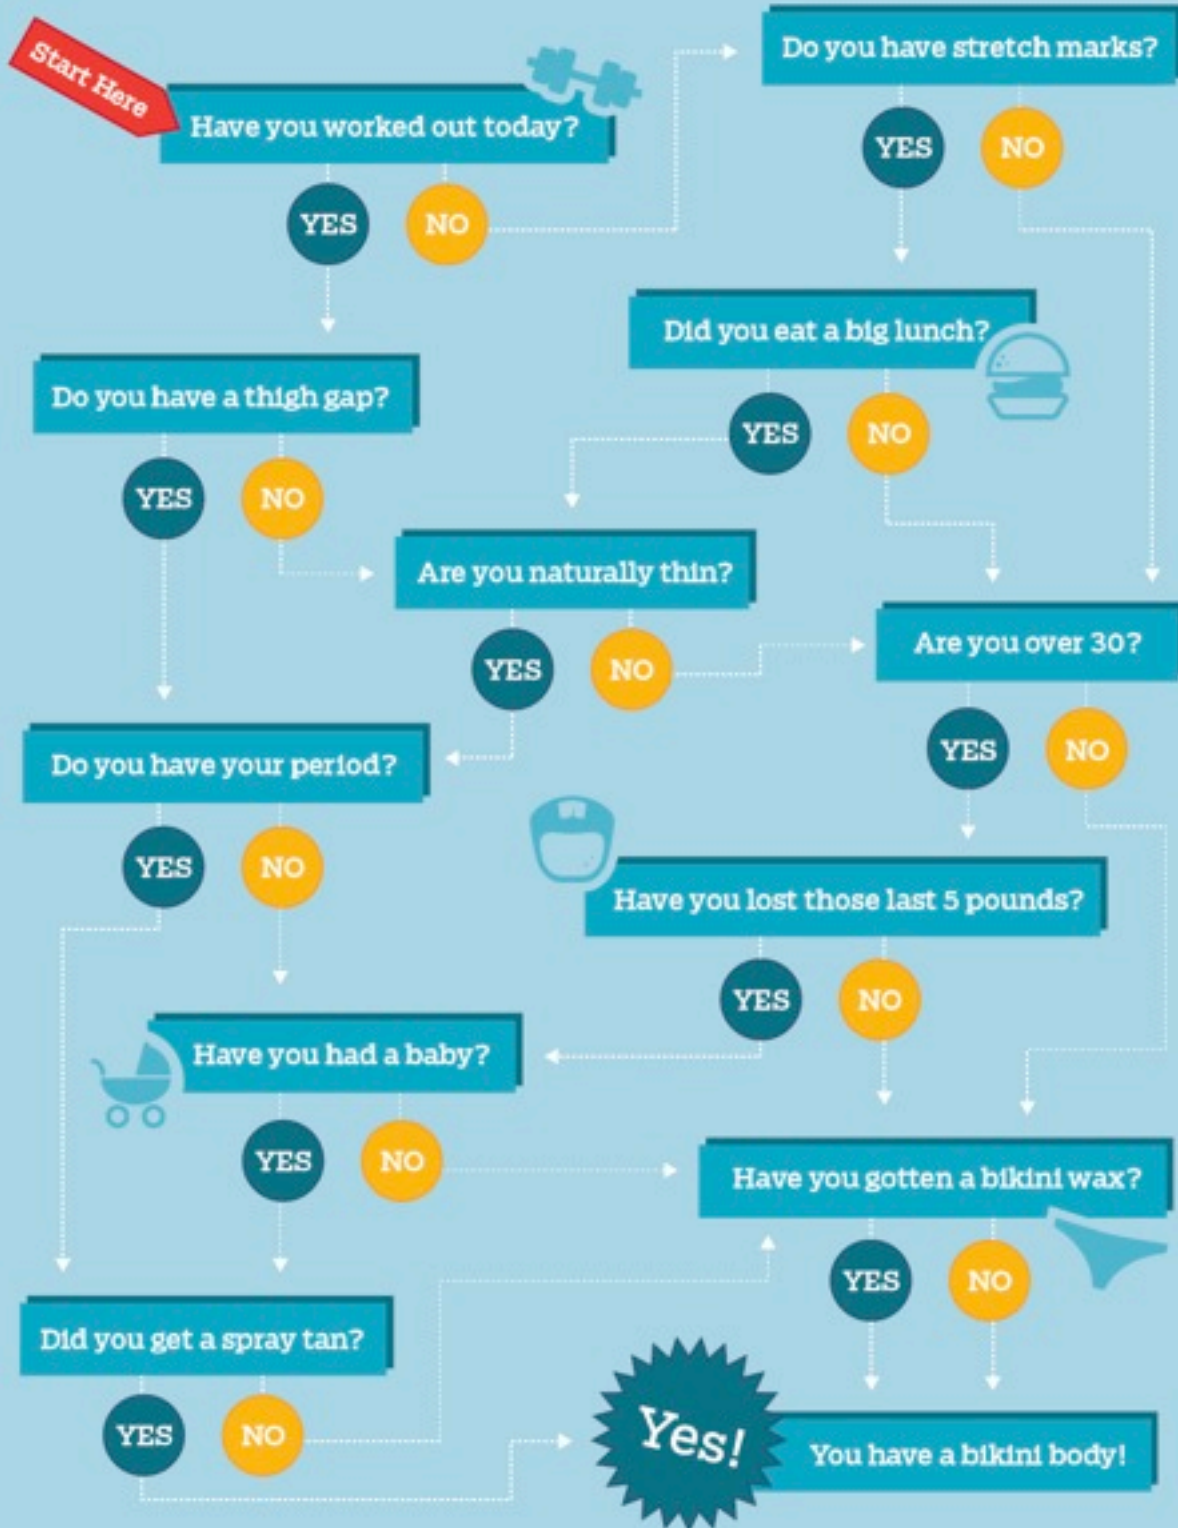 Start Here
Have you worked out today?
YES
NO
Do you have stretch marks?
YES
NO
Did you eat a big lunch?
YES
NO
Do you have a thigh gap?
YES
NO
Are you naturally thin?
YES
NO
Are you over 30?
YES
NO
Do you have your period?
YES
NO
Have you lost those last 5 pounds?
YES
NO
Have you had a baby?
YES
NO
Have you gotten a bikini wax?
YES
NO
Did you get a spray tan?
YES
NO
Yes!
You have a bikini body!